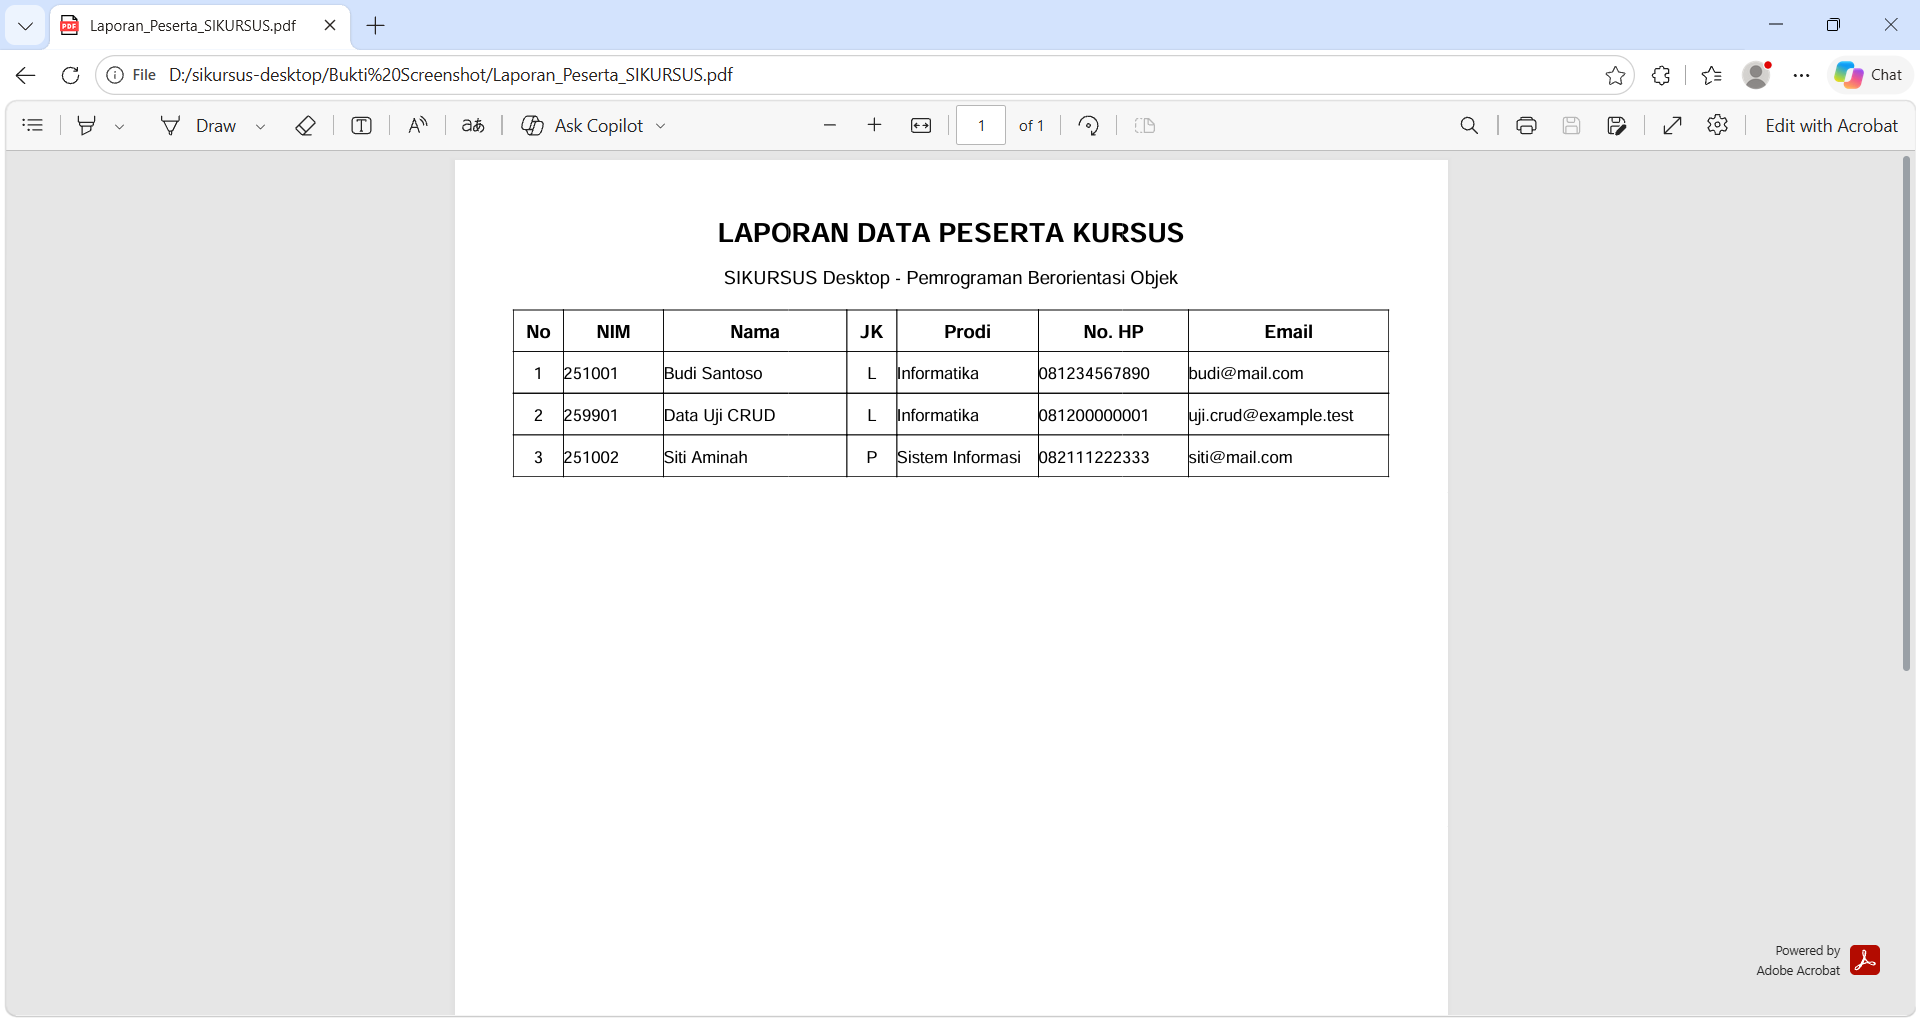 Laporan_Peserta_SIKURSUS.pdf
File D:/sikursus-desktop/Bukti%20Screenshot/Laporan_Peserta_SIKURSUS.pdf
Chat
Draw
Ask Copilot
1 of 1
Edit with Acrobat
LAPORAN DATA PESERTA KURSUS
SIKURSUS Desktop - Pemrograman Berorientasi Objek
No NIM Nama JK Prodi No. HP Email
1 251001 Budi Santoso L Informatika 081234567890 budi@mail.com
2 259901 Data Uji CRUD L Informatika 081200000001 uji.crud@example.test
3 251002 Siti Aminah P Sistem Informasi 082111222333 siti@mail.com
Powered by
Adobe Acrobat